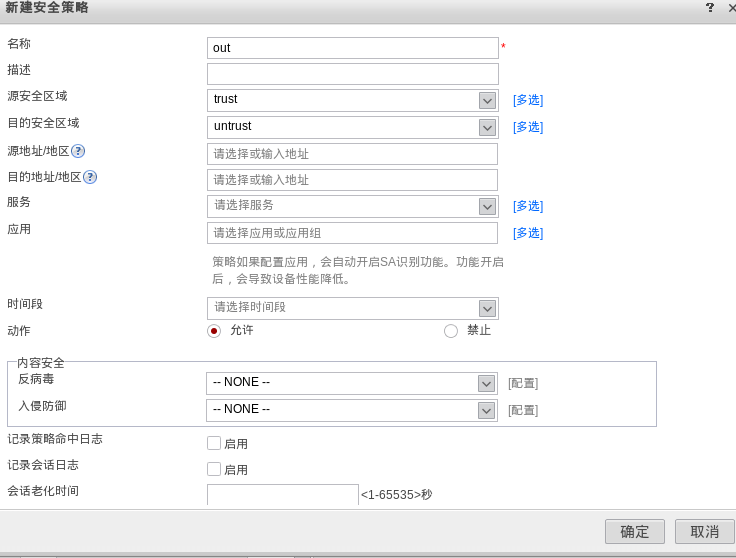 新建安全策略 ? ×
名称 out *
描述
源安全区域 trust [多选]
目的安全区域 untrust [多选]
源地址/地区 ? 请选择或输入地址
目的地址/地区 ? 请选择或输入地址
服务 请选择服务 [多选]
应用 请选择应用或应用组 [多选]
策略如果配置应用，会自动开启SA识别功能。功能开启
后，会导致设备性能降低。
时间段 请选择时间段
动作 允许 禁止
内容安全
反病毒 -- NONE -- [配置]
入侵防御 -- NONE -- [配置]
记录策略命中日志 启用
记录会话日志 启用
会话老化时间 <1-65535>秒
确定 取消